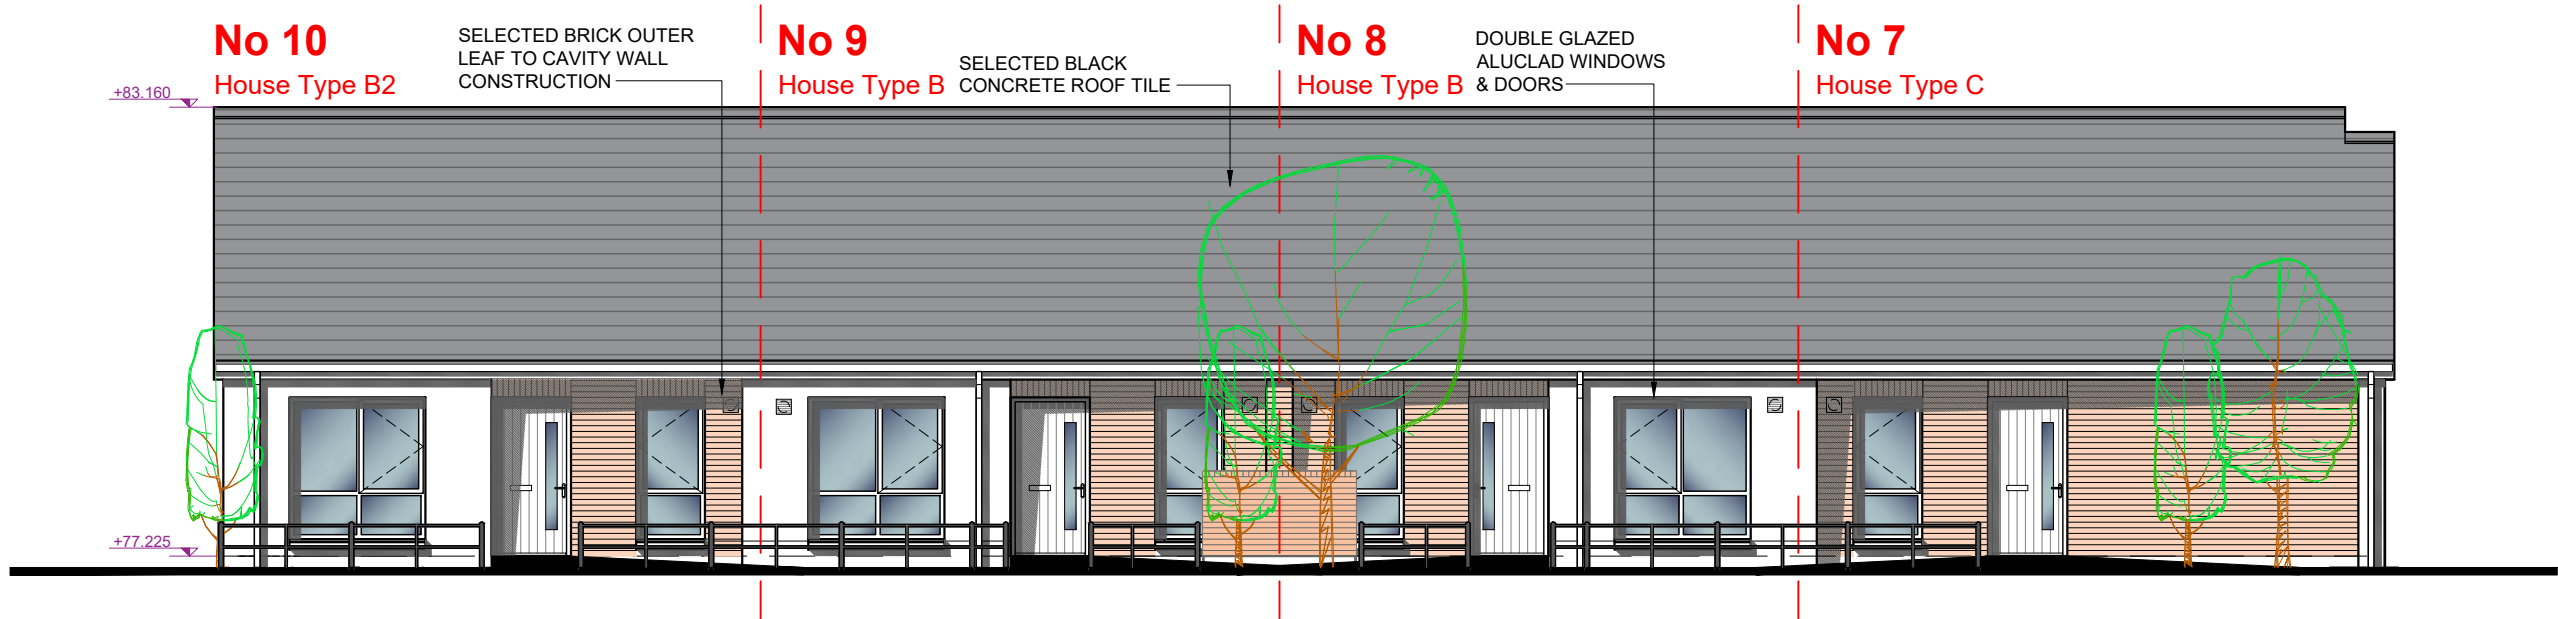 No 10
House Type B2
SELECTED BRICK OUTER
LEAF TO CAVITY WALL
CONSTRUCTION
No 9
House Type B
SELECTED BLACK
CONCRETE ROOF TILE
No 8
House Type B
DOUBLE GLAZED
ALUCLAD WINDOWS
& DOORS
No 7
House Type C
+83.160
+77.225